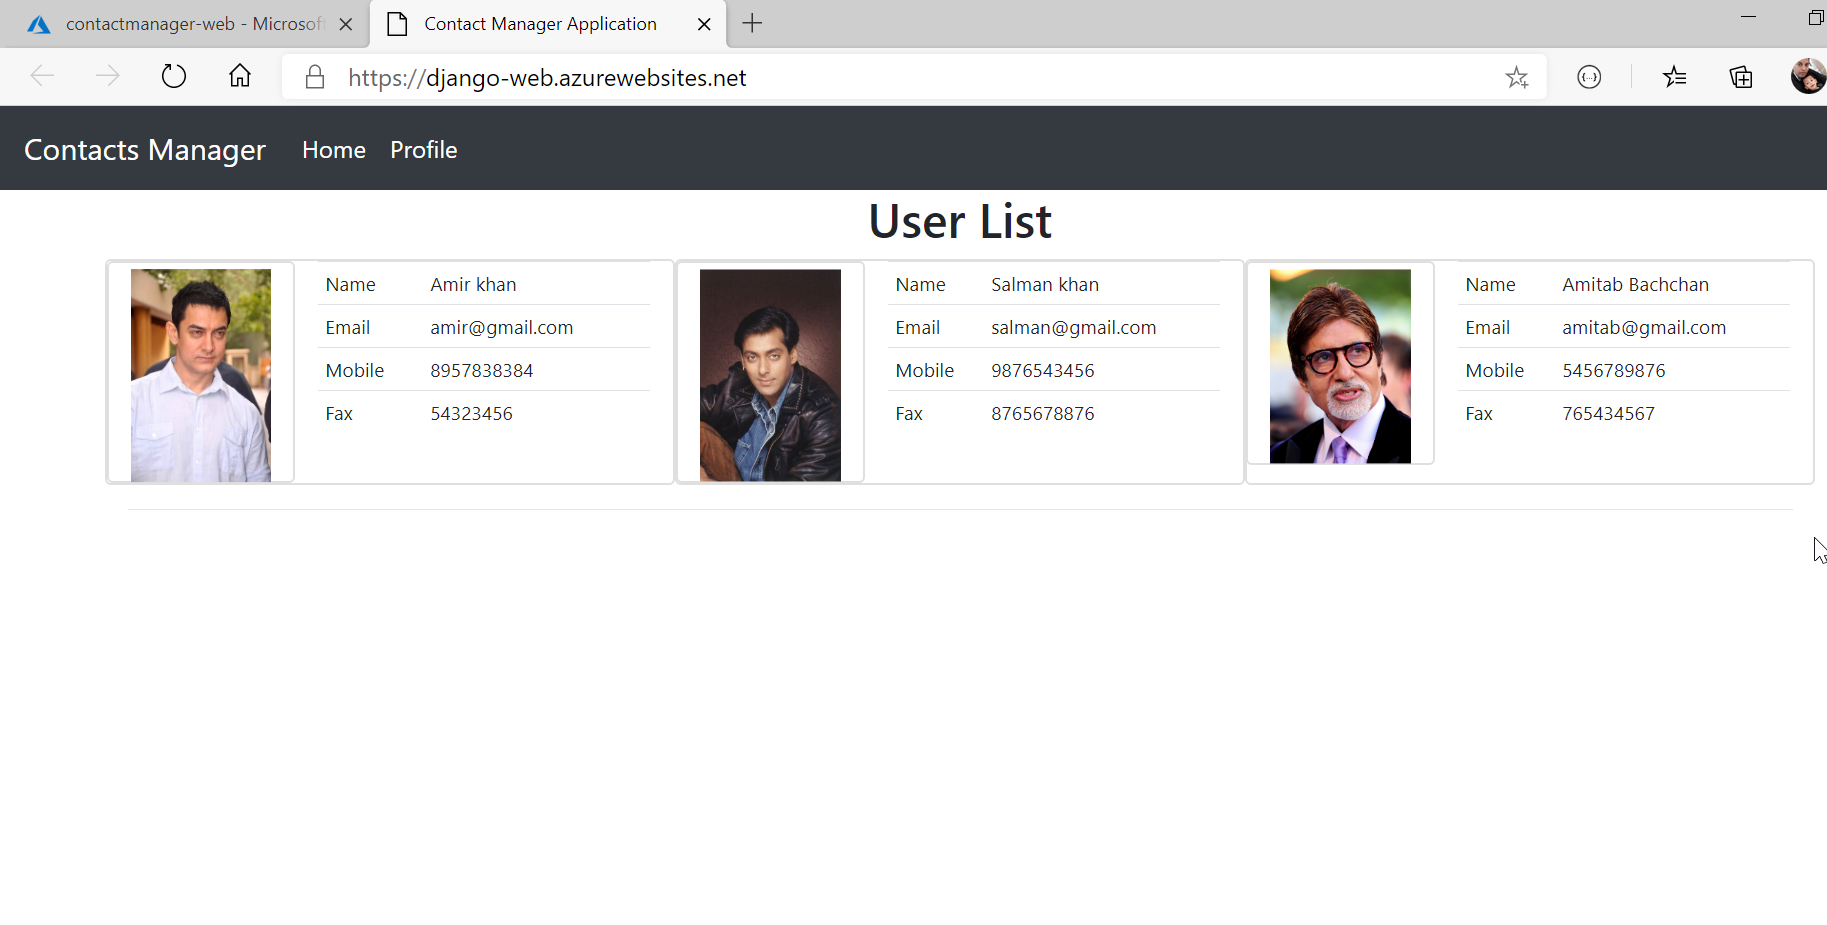 contactmanager-web - Microsof
Contact Manager Application
https://django-web.azurewebsites.net
Contacts Manager Home Profile
User List
Name Amir khan
Email amir@gmail.com
Mobile 8957838384
Fax 54323456
Name Salman khan
Email salman@gmail.com
Mobile 9876543456
Fax 8765678876
Name Amitab Bachchan
Email amitab@gmail.com
Mobile 5456789876
Fax 765434567